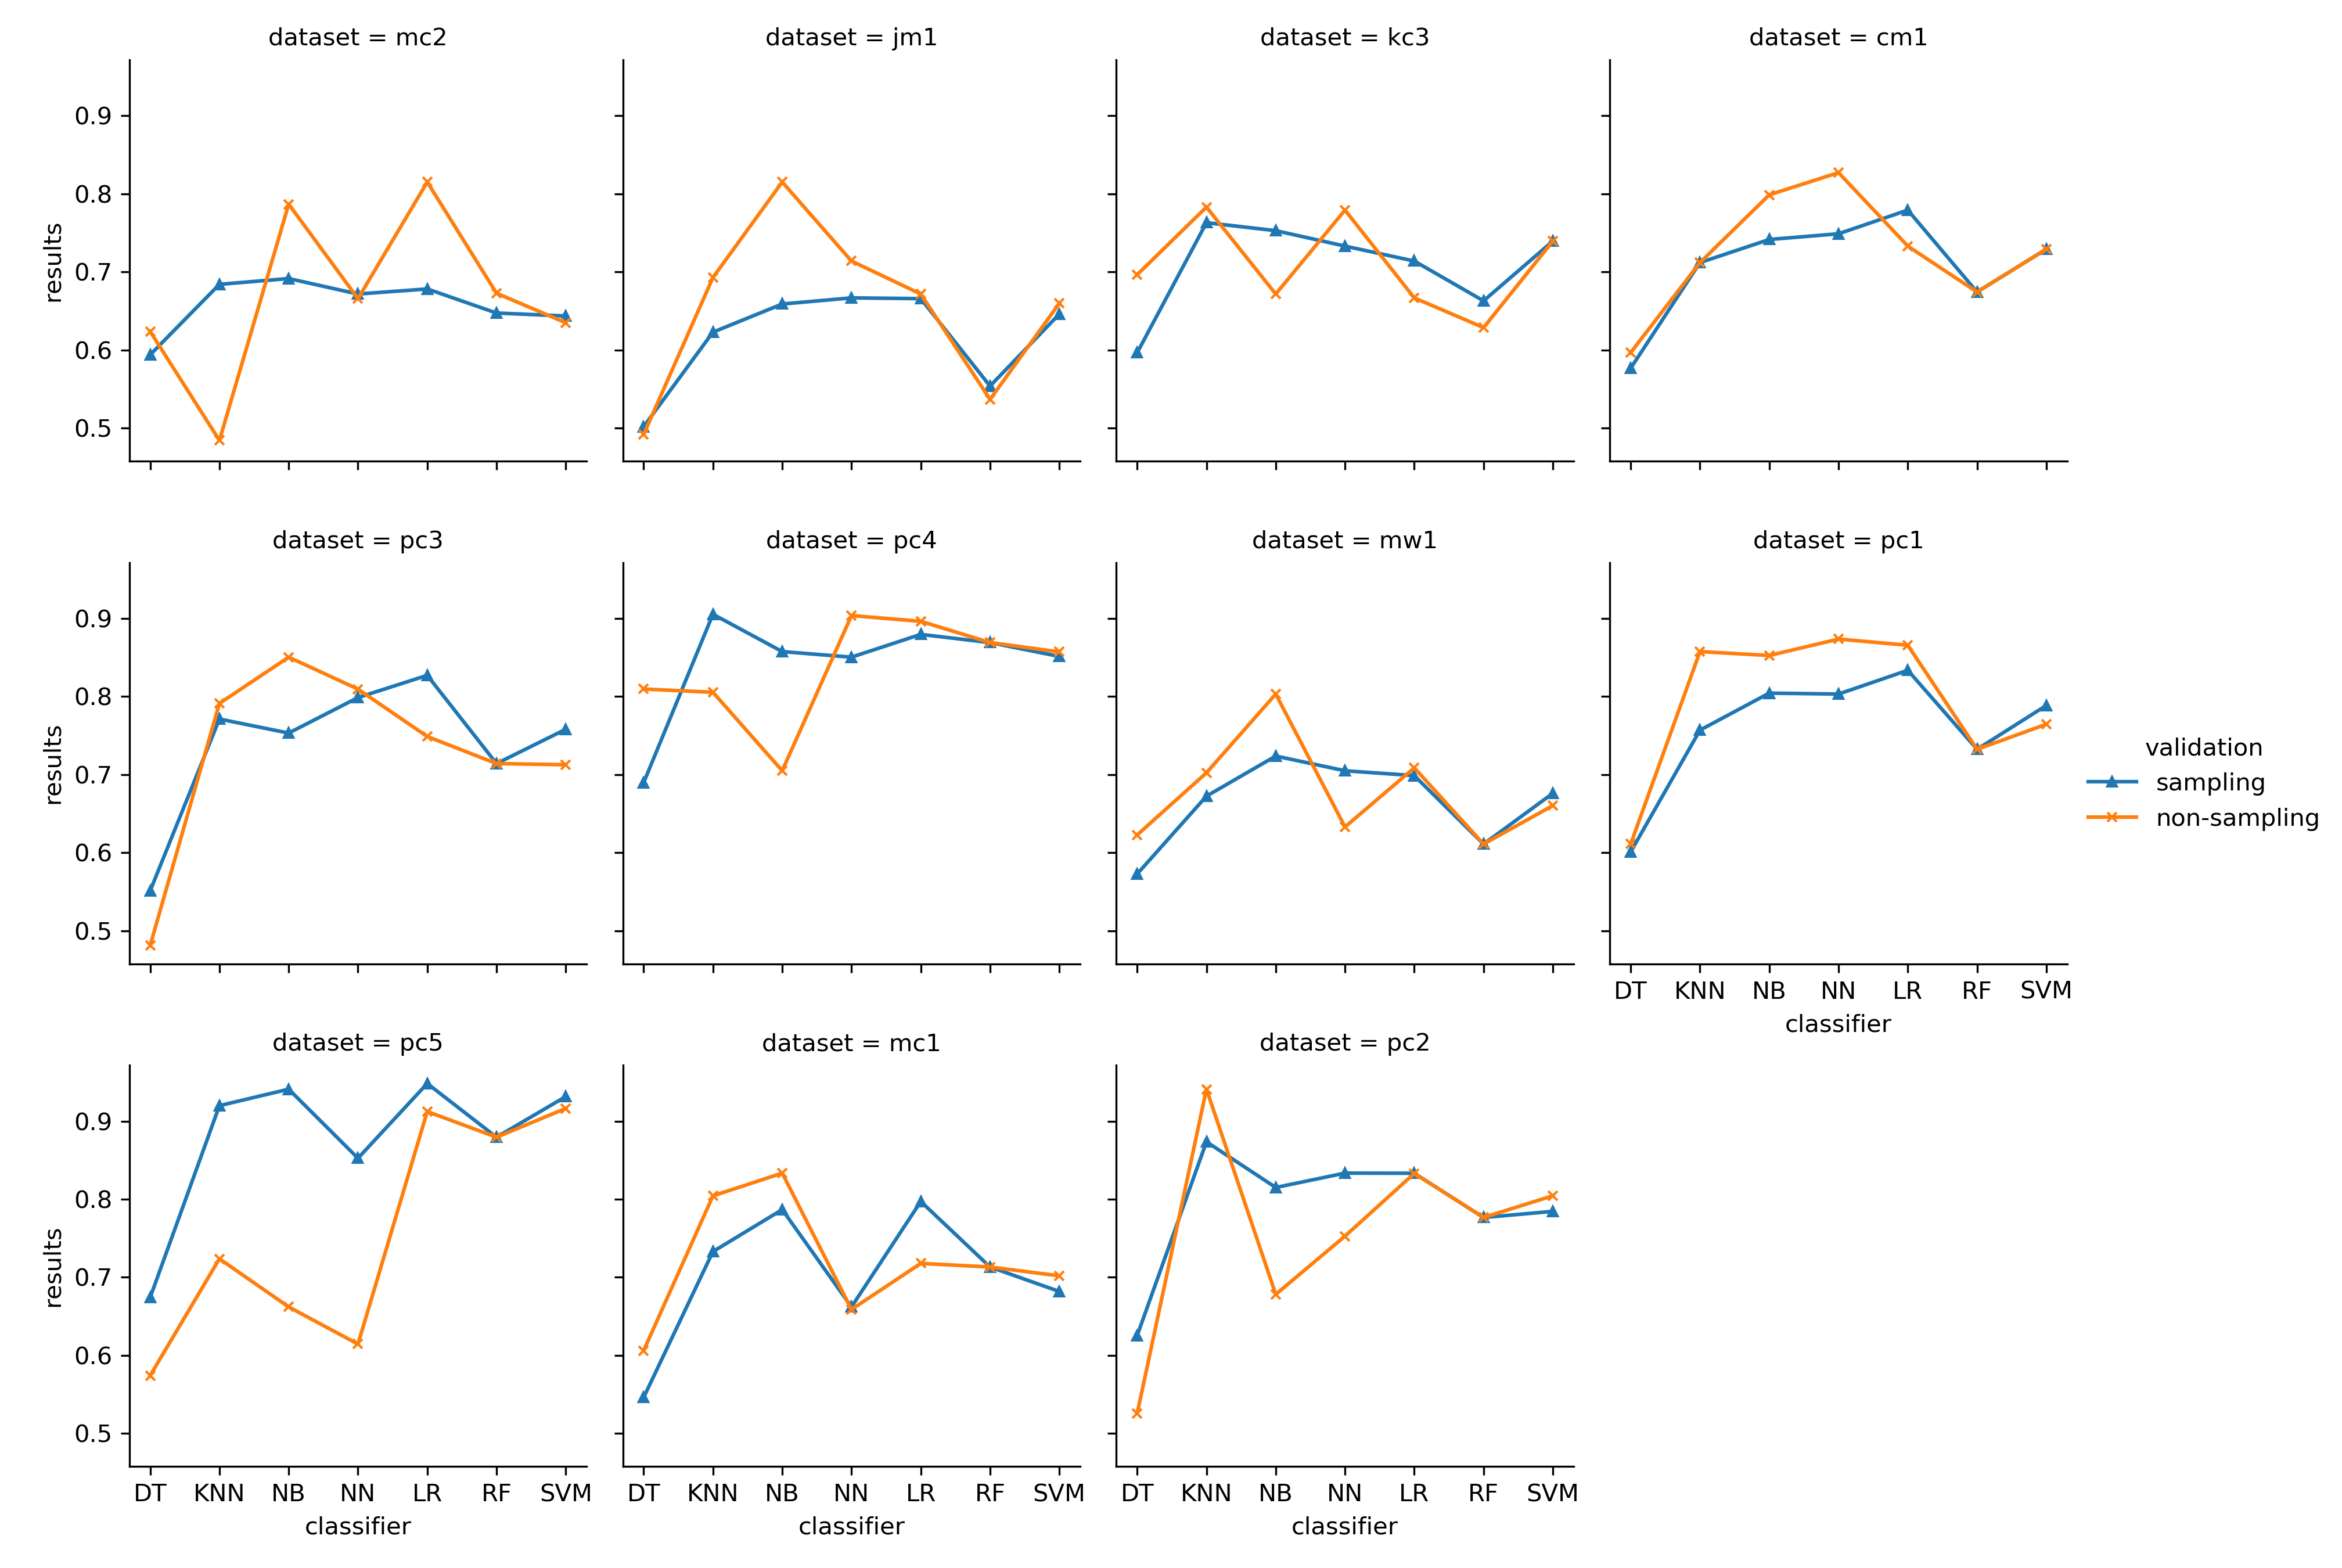 dataset = mc2
dataset = jm1
dataset = kc3
dataset = cm1
0.9
0.8
0.7
0.6
0.5
results
dataset = pc3
dataset = pc4
dataset = mw1
dataset = pc1
0.9
0.8
0.7
0.6
0.5
results
DT KNN NB NN LR RF SVM
classifier
validation
sampling
non-sampling
dataset = pc5
dataset = mc1
dataset = pc2
0.9
0.8
0.7
0.6
0.5
results
DT KNN NB NN LR RF SVM
classifier
DT KNN NB NN LR RF SVM
classifier
DT KNN NB NN LR RF SVM
classifier